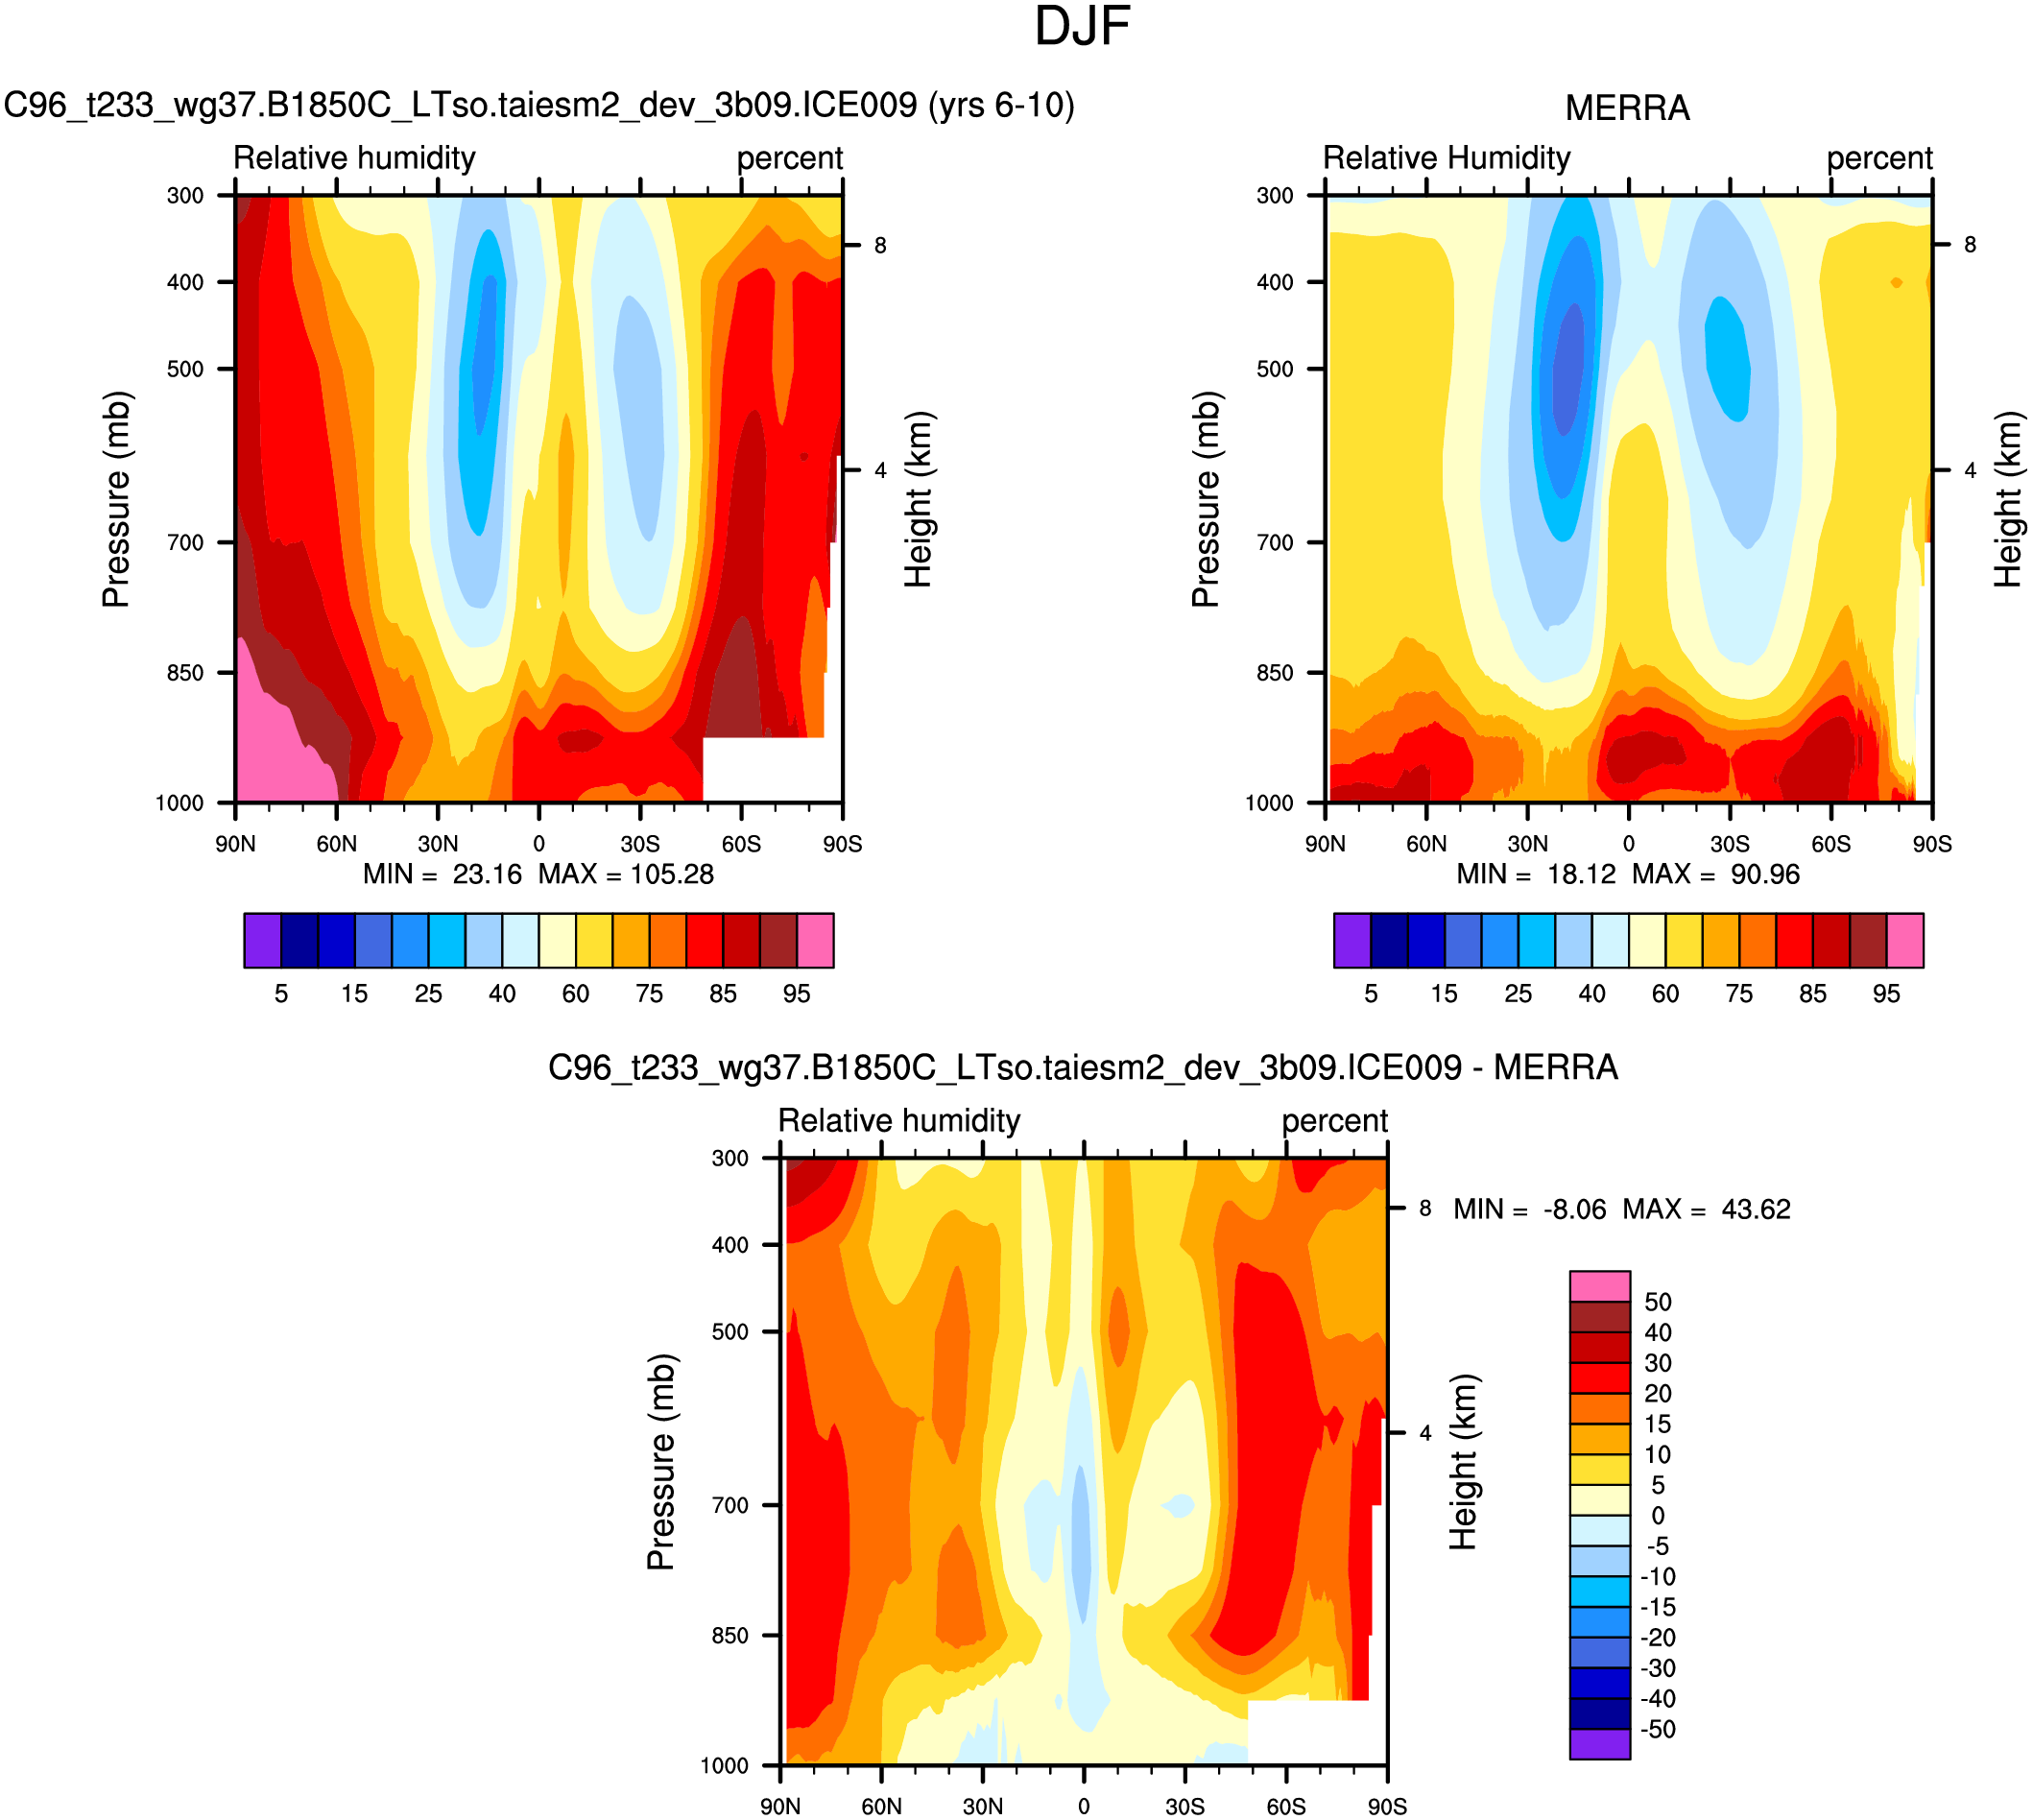 DJF
C96_t233_wg37.B1850C_LTso.taiesm2_dev_3b09.ICE009 (yrs 6-10)
Relative humidity percent
300
400
500
700
850
1000
Pressure (mb)
8
4
Height (km)
90N 60N 30N 0 30S 60S 90S
MIN = 23.16 MAX = 105.28
5 15 25 40 60 75 85 95
MERRA
Relative Humidity percent
300
400
500
700
850
1000
Pressure (mb)
8
4
Height (km)
90N 60N 30N 0 30S 60S 90S
MIN = 18.12 MAX = 90.96
5 15 25 40 60 75 85 95
C96_t233_wg37.B1850C_LTso.taiesm2_dev_3b09.ICE009 - MERRA
Relative humidity percent
300
400
500
700
850
1000
Pressure (mb)
8
4
Height (km)
90N 60N 30N 0 30S 60S 90S
MIN = -8.06 MAX = 43.62
50
40
30
20
15
10
5
0
-5
-10
-15
-20
-30
-40
-50